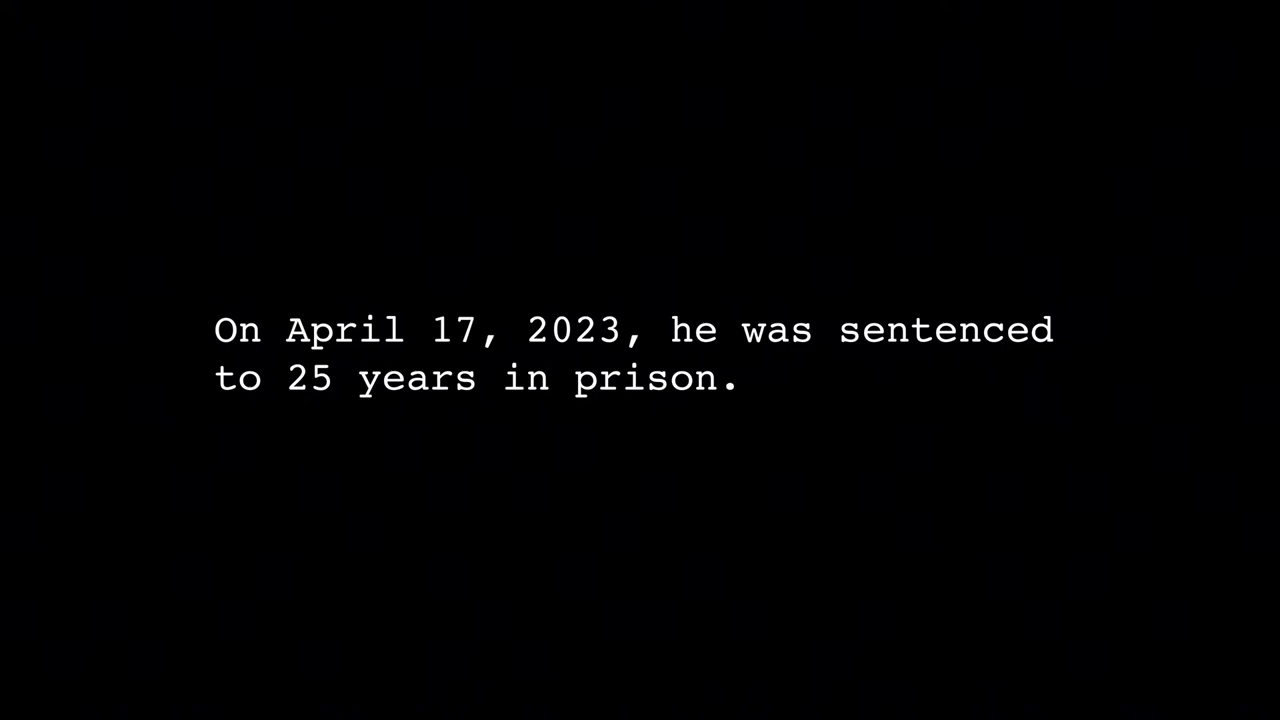 On April 17, 2023, he was sentenced
to 25 years in prison.